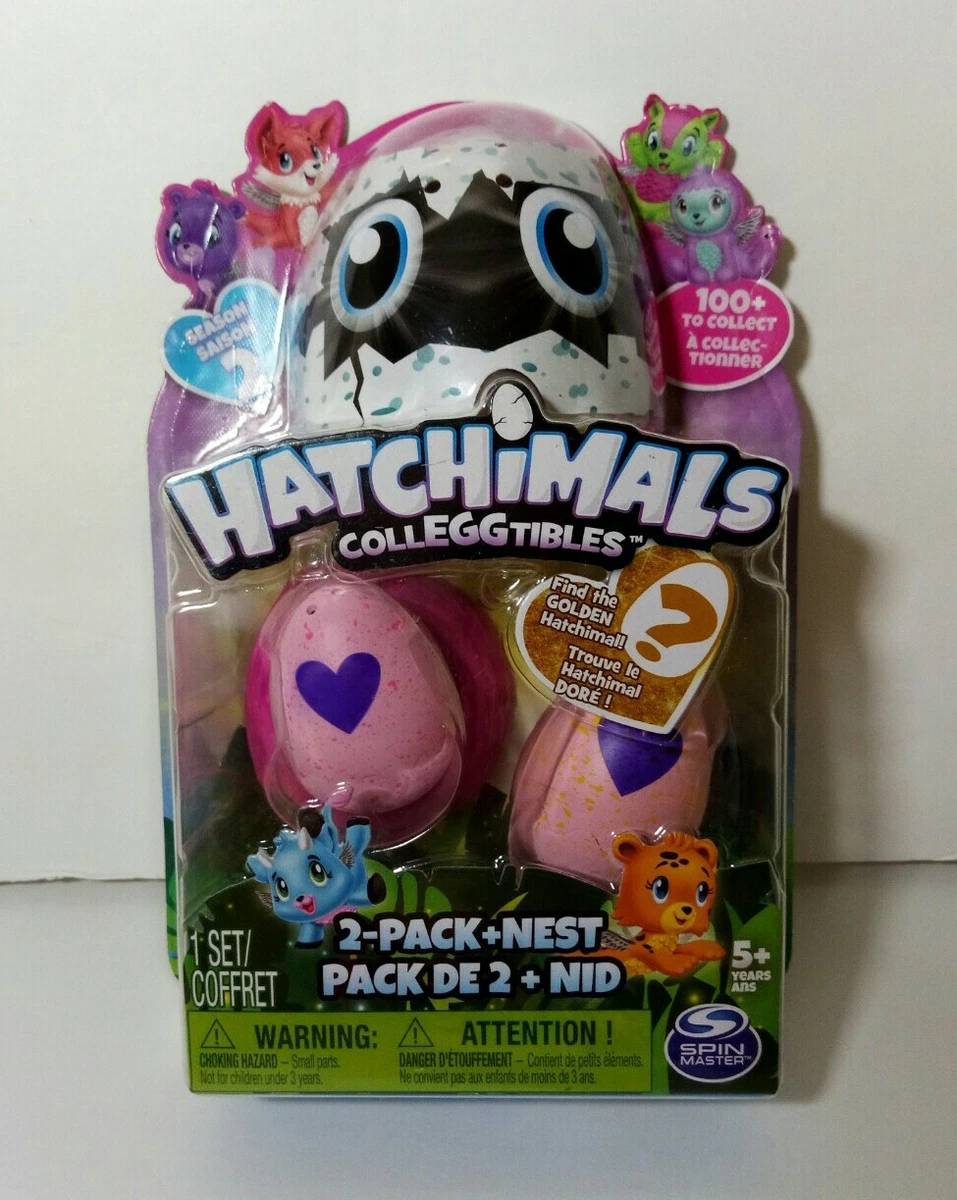 SEASON
SAISON
2
100+
TO COLLECT
À COLLEC-
TIONNER
HATCHiMALS
COLLEGGTIBLES™
Find the
GOLDEN
Hatchimal!
Trouve le
Hatchimal
DORÉ !
?
1 SET/
COFFRET
2-PACK+NEST
PACK DE 2 + NID
5+
YEARS
ANS
WARNING:
CHOKING HAZARD – Small parts.
Not for children under 3 years.
ATTENTION !
DANGER D'ÉTOUFFEMENT – Contient de petits éléments.
Ne convient pas aux enfants de moins de 3 ans.
SPIN
MASTER™